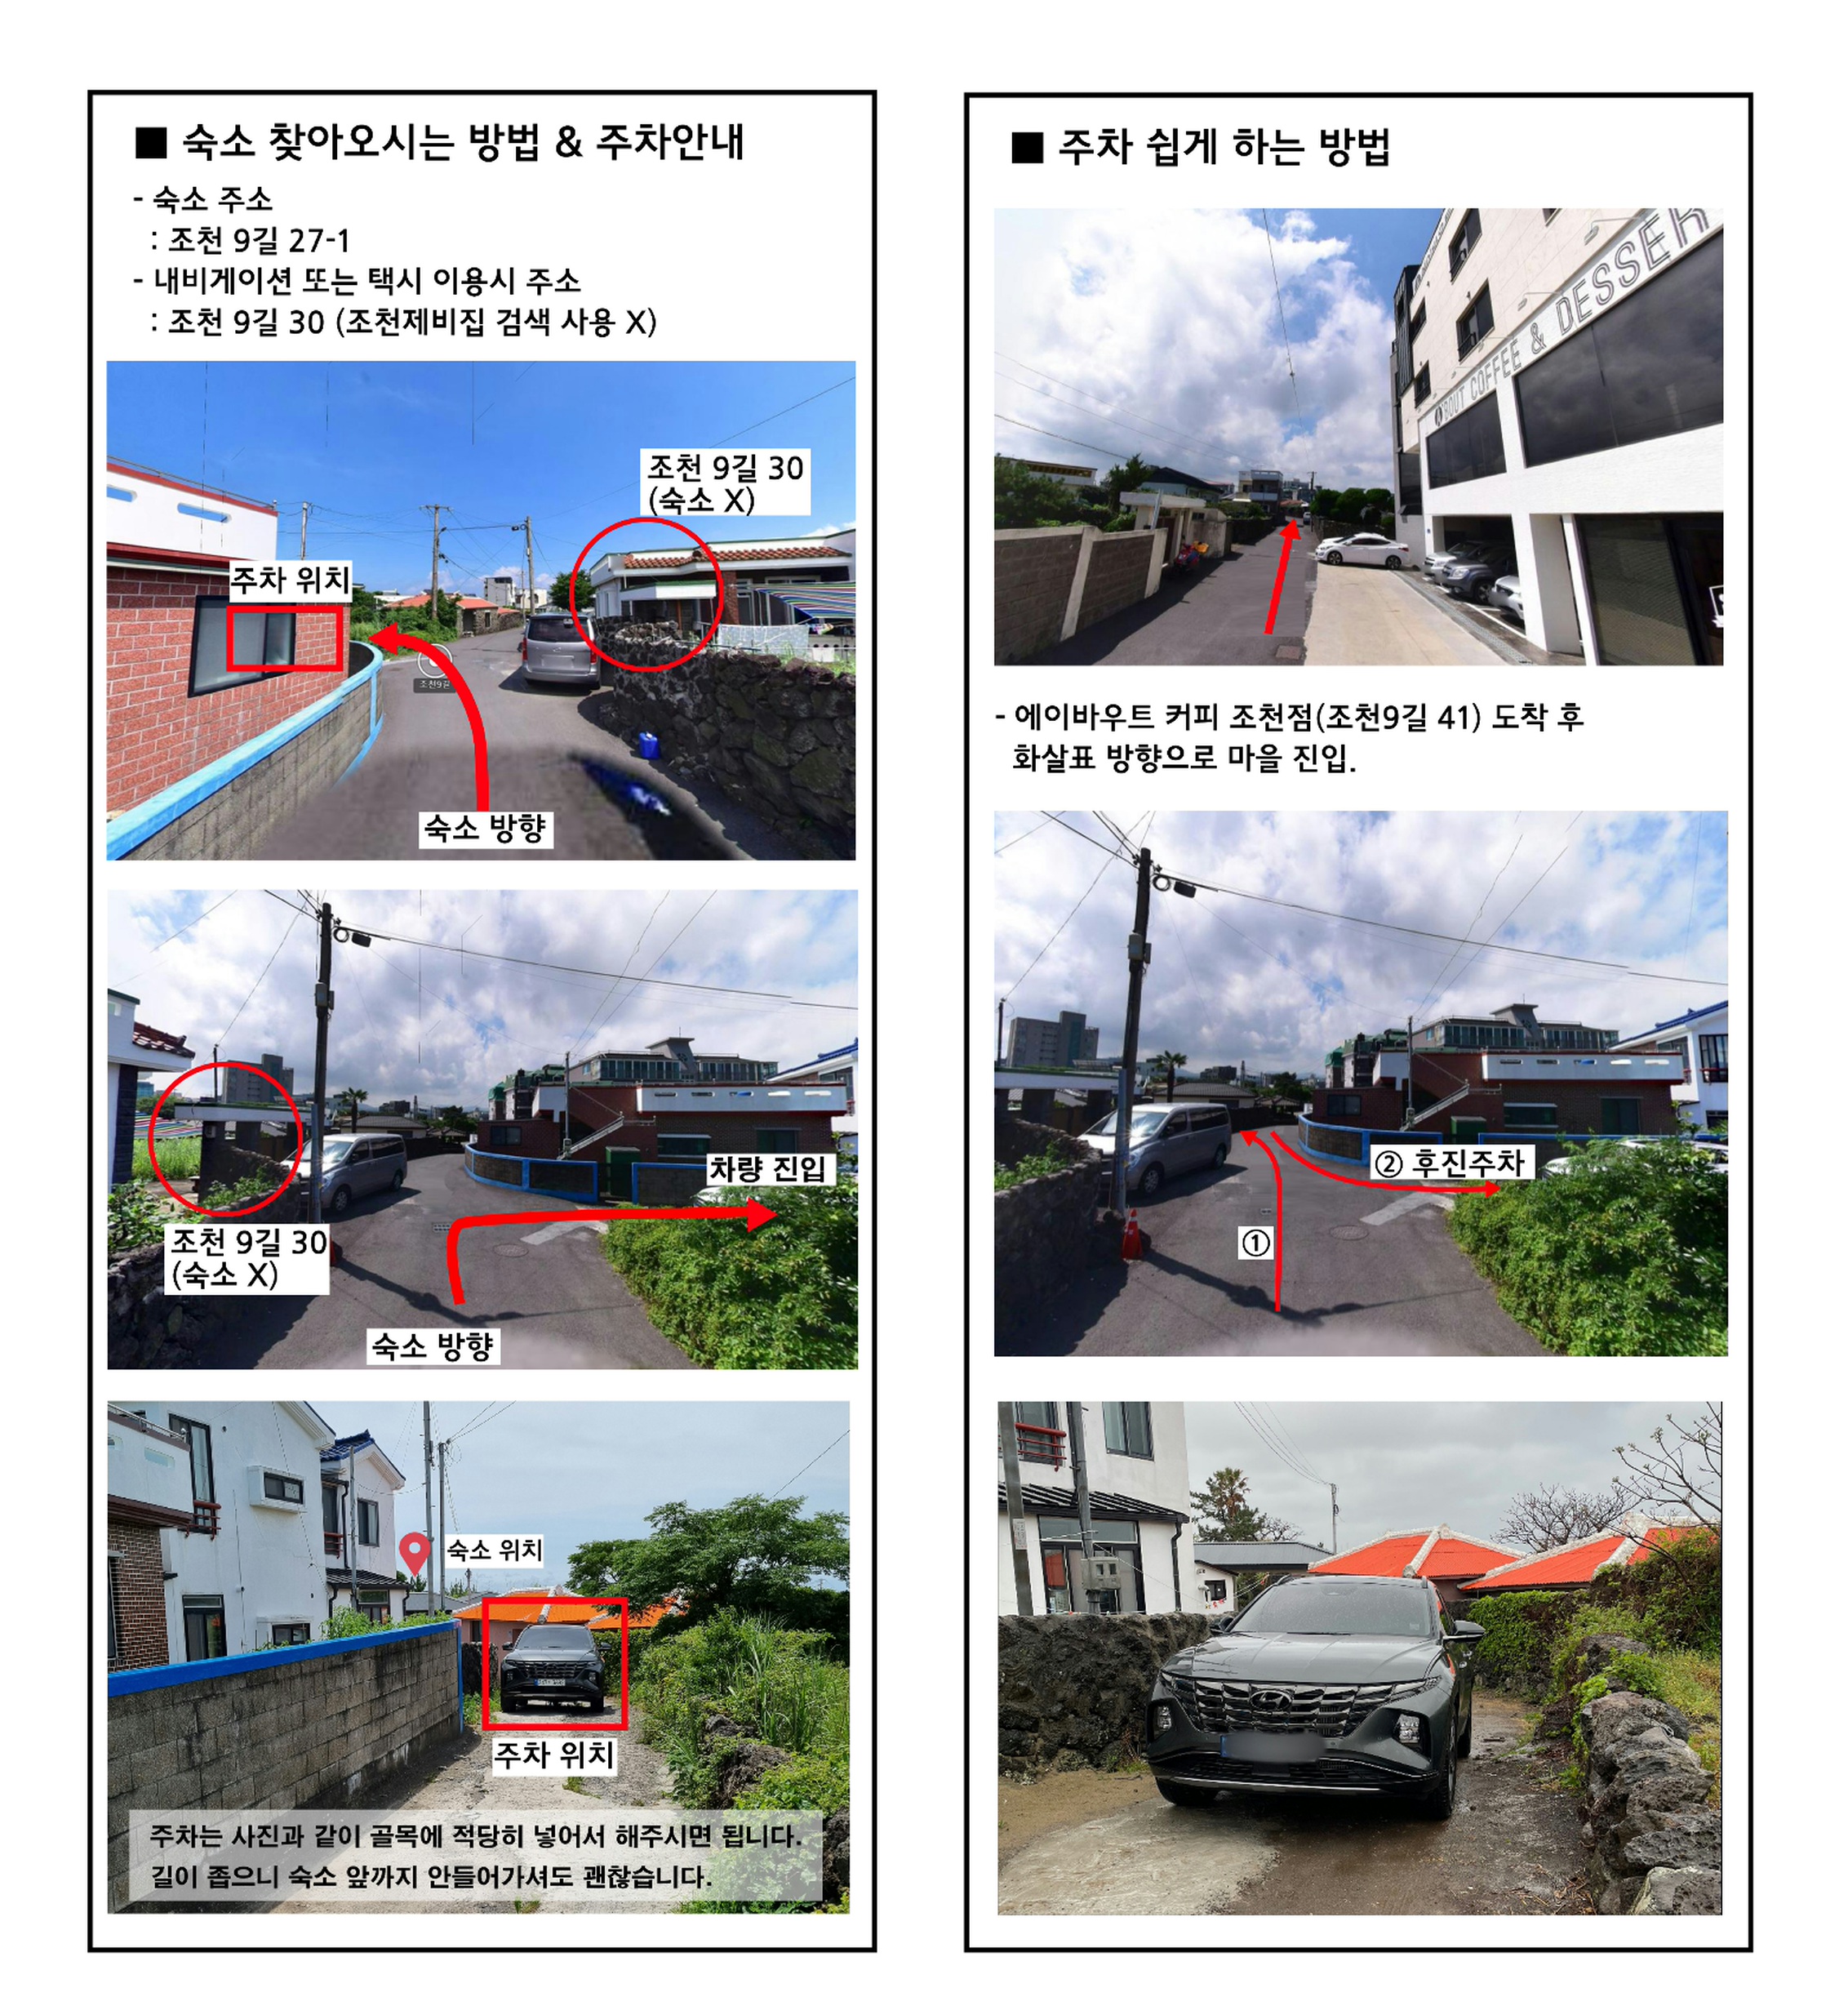 ■ 숙소 찾아오시는 방법 & 주차안내
- 숙소 주소
: 조천 9길 27-1
- 내비게이션 또는 택시 이용시 주소
: 조천 9길 30 (조천제비집 검색 사용 X)
조천 9길 30
(숙소 X)
주차 위치
조천9길
숙소 방향
차량 진입
조천 9길 30
(숙소 X)
숙소 방향
숙소 위치
주차 위치
주차는 사진과 같이 골목에 적당히 넣어서 해주시면 됩니다.
길이 좁으니 숙소 앞까지 안들어가셔도 괜찮습니다.
■ 주차 쉽게 하는 방법
A'BOUT COFFEE & DESSER
- 에이바우트 커피 조천점(조천9길 41) 도착 후
화살표 방향으로 마을 진입.
② 후진주차
①